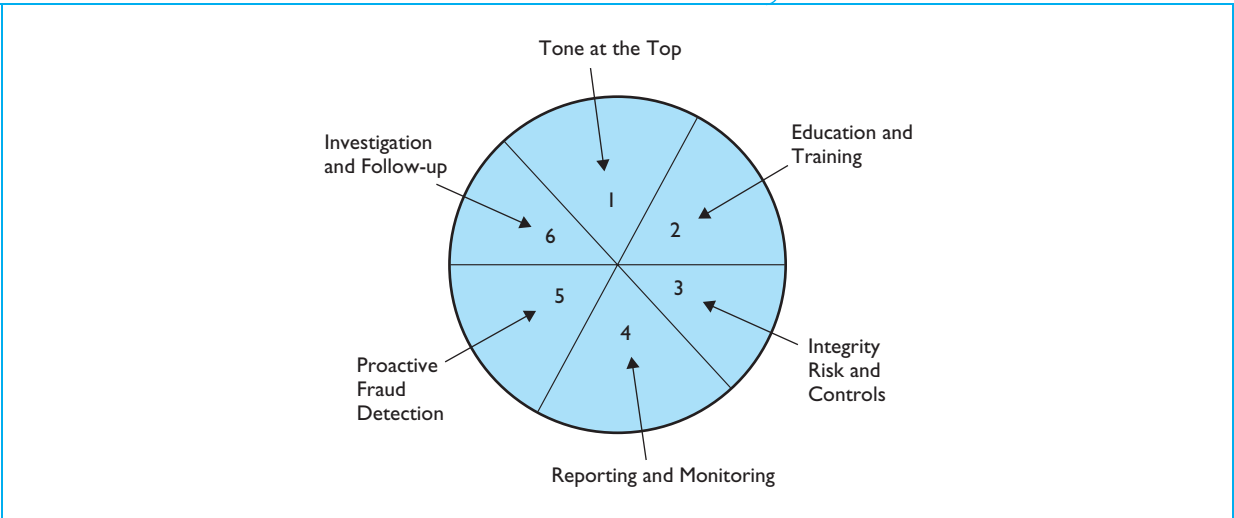 Tone at the Top
Education and
Training
Investigation
and Follow-up
1
2
6
3
5
4
Integrity
Risk and
Controls
Proactive
Fraud
Detection
Reporting and Monitoring